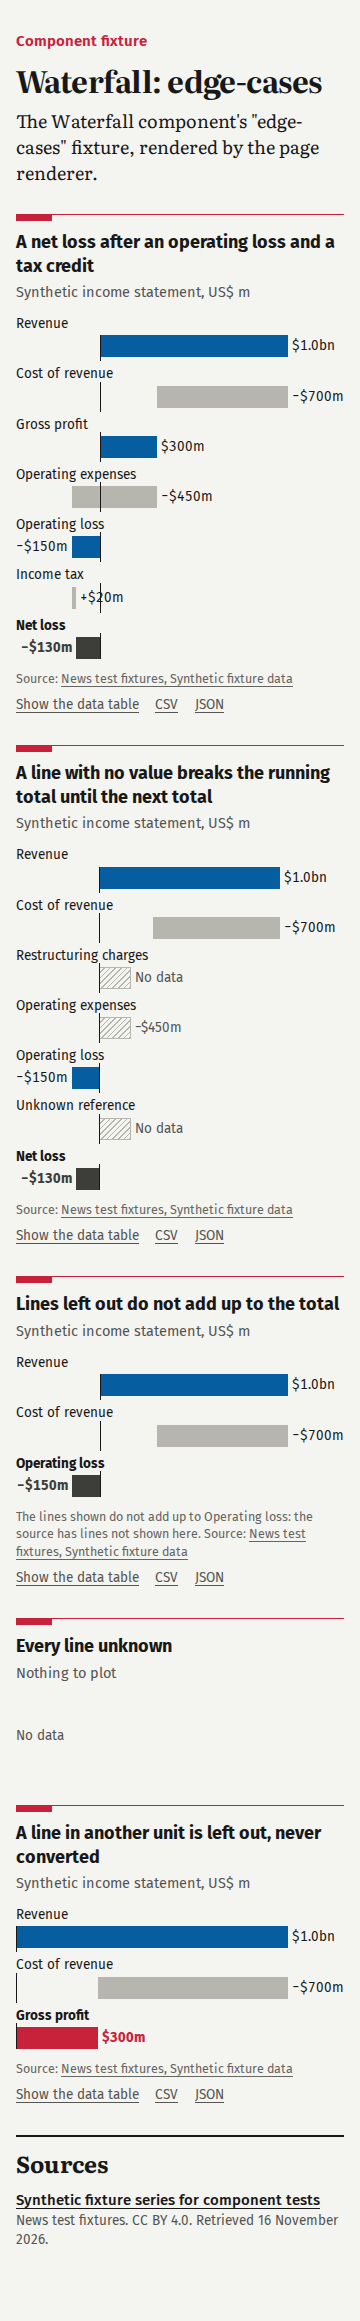 Component fixture
Waterfall: edge-cases
The Waterfall component's "edge-
cases" fixture, rendered by the page
renderer.
A net loss after an operating loss and a
tax credit
Synthetic income statement, US$ m
Revenue
$1.0bn
Cost of revenue
−$700m
Gross profit
$300m
Operating expenses
−$450m
Operating loss
−$150m
Income tax
+$20m
Net loss
−$130m
Source: News test fixtures, Synthetic fixture data
Show the data table CSV JSON
A line with no value breaks the running
total until the next total
Synthetic income statement, US$ m
Revenue
$1.0bn
Cost of revenue
−$700m
Restructuring charges
No data
Operating expenses
−$450m
Operating loss
−$150m
Unknown reference
No data
Net loss
−$130m
Source: News test fixtures, Synthetic fixture data
Show the data table CSV JSON
Lines left out do not add up to the total
Synthetic income statement, US$ m
Revenue
$1.0bn
Cost of revenue
−$700m
Operating loss
−$150m
The lines shown do not add up to Operating loss: the
source has lines not shown here. Source: News test
fixtures, Synthetic fixture data
Show the data table CSV JSON
Every line unknown
Nothing to plot
No data
A line in another unit is left out, never
converted
Synthetic income statement, US$ m
Revenue
$1.0bn
Cost of revenue
−$700m
Gross profit
$300m
Source: News test fixtures, Synthetic fixture data
Show the data table CSV JSON
Sources
Synthetic fixture series for component tests
News test fixtures. CC BY 4.0. Retrieved 16 November
2026.